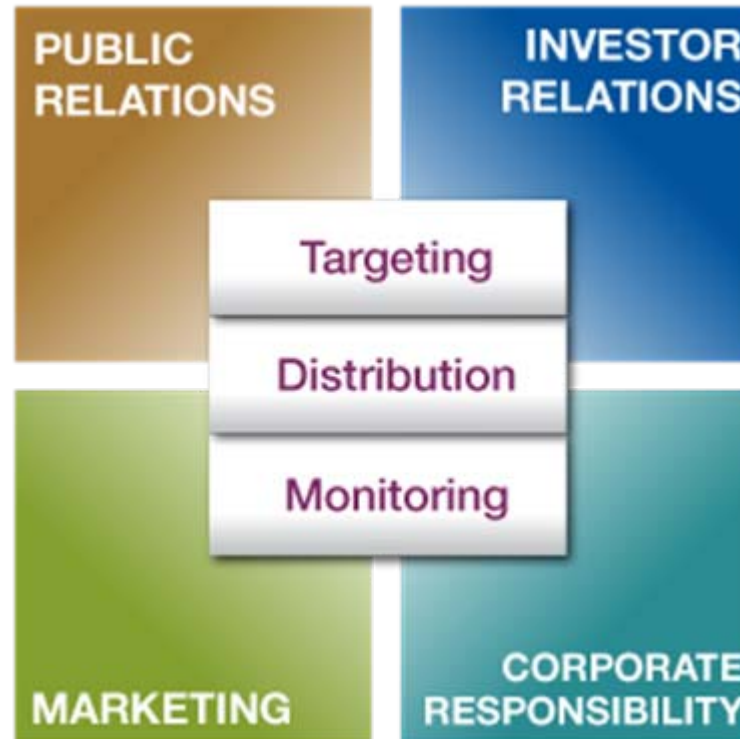 PUBLIC
RELATIONS
INVESTOR
RELATIONS
Targeting
Distribution
Monitoring
MARKETING
CORPORATE
RESPONSIBILITY